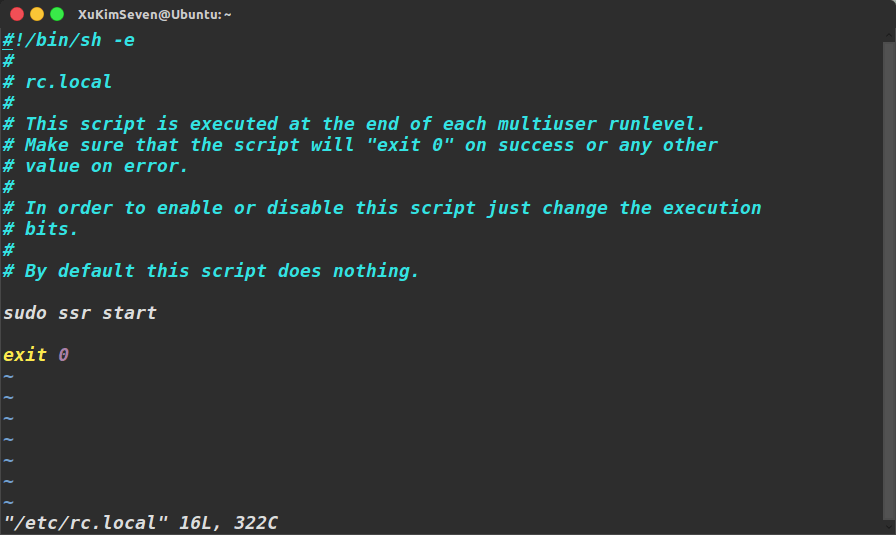 XuKimSeven@Ubuntu: ~
#!/bin/sh -e
#
# rc.local
#
# This script is executed at the end of each multiuser runlevel.
# Make sure that the script will "exit 0" on success or any other
# value on error.
#
# In order to enable or disable this script just change the execution
# bits.
#
# By default this script does nothing.
sudo ssr start
exit 0
~
~
~
~
~
~
~
"/etc/rc.local" 16L, 322C